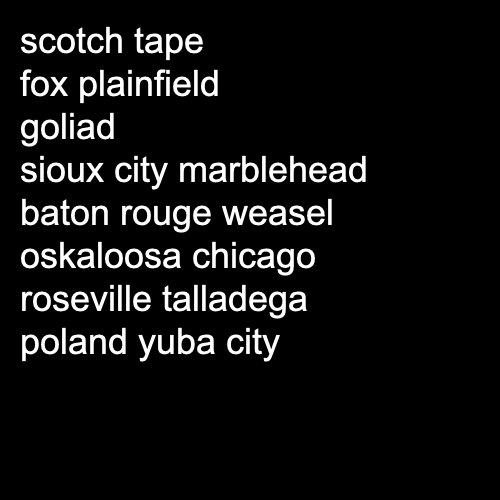 scotch tape
fox plainfield
goliad
sioux city marblehead
baton rouge weasel
oskaloosa chicago
roseville talladega
poland yuba city